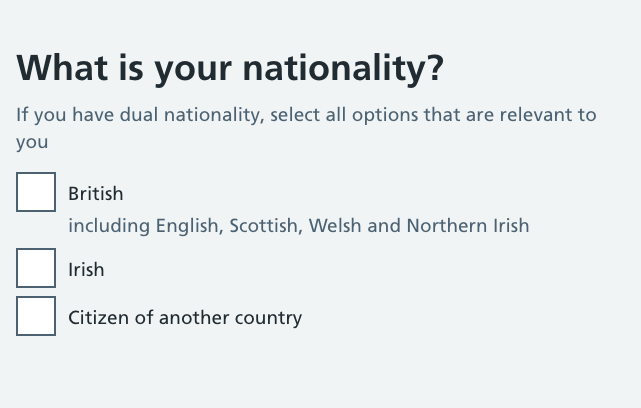 What is your nationality?
If you have dual nationality, select all options that are relevant to
you
British
including English, Scottish, Welsh and Northern Irish
Irish
Citizen of another country